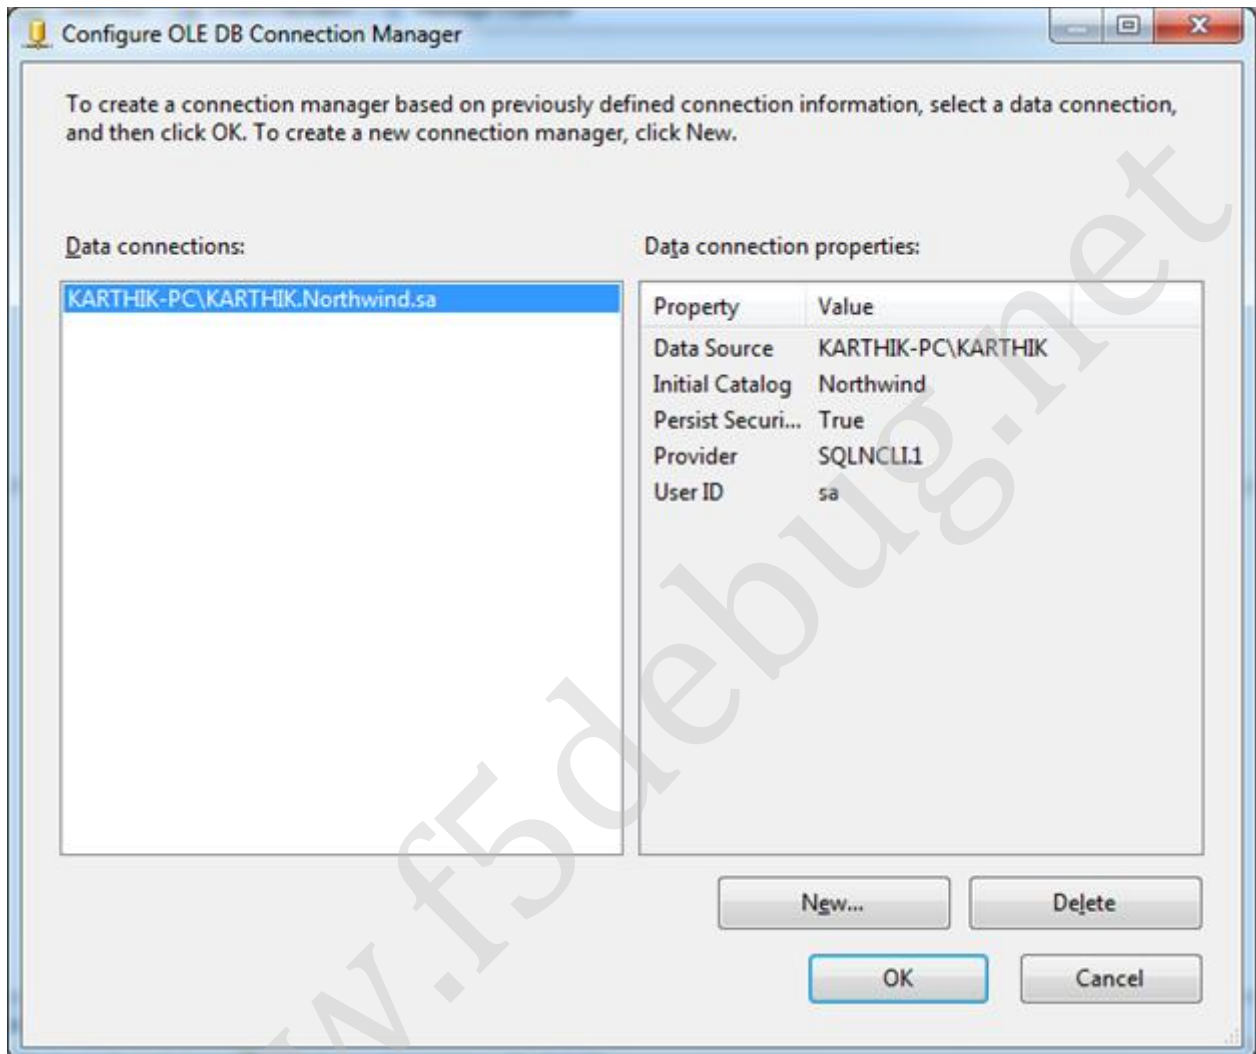 Configure OLE DB Connection Manager
To create a connection manager based on previously defined connection information, select a data connection,
and then click OK. To create a new connection manager, click New.
Data connections:
KARTHIK-PC\KARTHIK.Northwind.sa
Data connection properties:
Property Value
Data Source KARTHIK-PC\KARTHIK
Initial Catalog Northwind
Persist Securi... True
Provider SQLNCLI.1
User ID sa
New...
Delete
OK
Cancel
w.f5debug.net